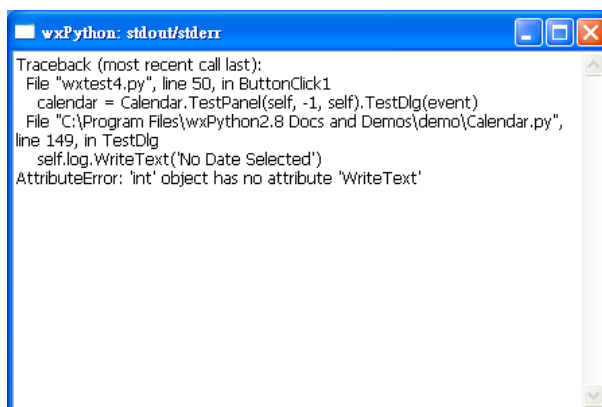 wxPython: stdout/stderr
Traceback (most recent call last):
  File "wxtest4.py", line 50, in ButtonClick1
    calendar = Calendar.TestPanel(self, -1, self).TestDlg(event)
  File "C:\Program Files\wxPython2.8 Docs and Demos\demo\Calendar.py",
line 149, in TestDlg
    self.log.WriteText('No Date Selected')
AttributeError: 'int' object has no attribute 'WriteText'